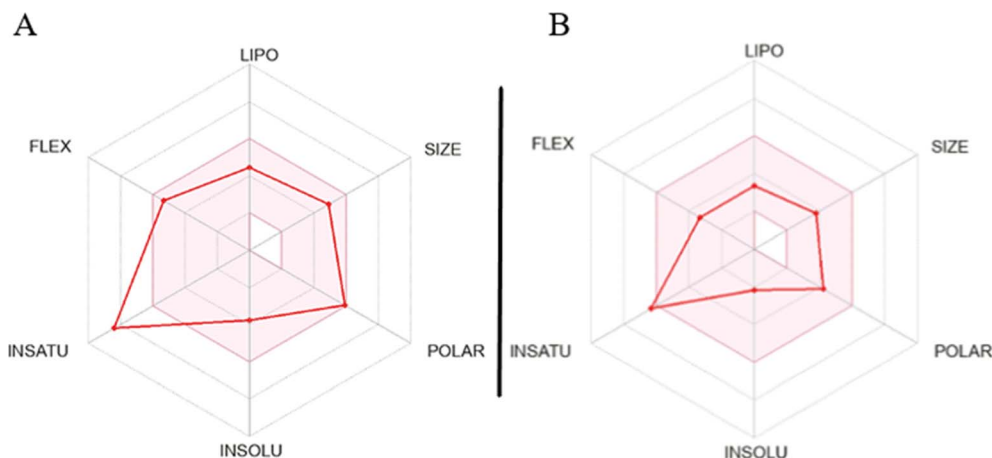 A
LIPO
FLEX
SIZE
INSATU
POLAR
INSOLU
B
LIPO
FLEX
SIZE
INSATU
POLAR
INSOLU